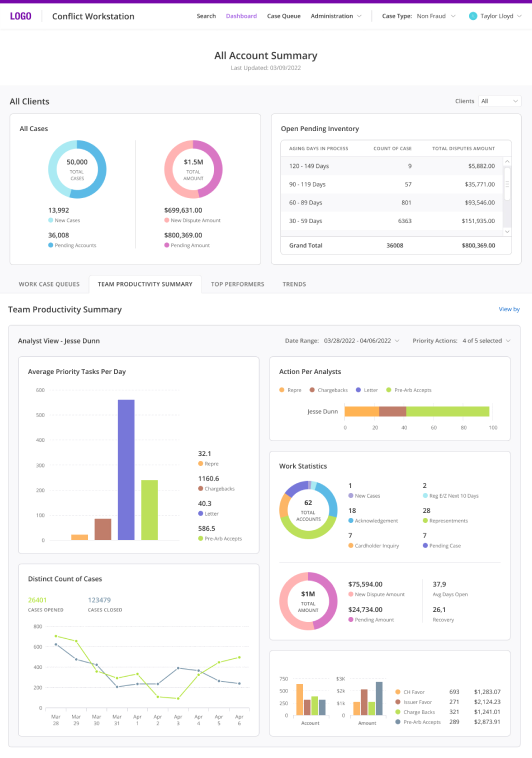 LOGO Conflict Workstation Search Dashboard Case Queue Administration Case Type: Non Fraud Taylor Lloyd
All Account Summary
Last Updated: 03/09/2022
All Clients
Clients All
All Cases
50,000
TOTAL
CASES
$1.5M
TOTAL
AMOUNT
13,992
New Cases
36,008
Pending Accounts
$699,631.00
New Dispute Amount
$800,369.00
Pending Amount
Open Pending Inventory
AGING DAYS IN PROCESS COUNT OF CASE TOTAL DISPUTES AMOUNT
120 - 149 Days 9 $5,882.00
90 - 119 Days 57 $35,771.00
60 - 89 Days 801 $93,546.00
30 - 59 Days 6363 $151,935.00
Grand Total 36008 $800,369.00
WORK CASE QUEUES TEAM PRODUCTIVITY SUMMARY TOP PERFORMERS TRENDS
Team Productivity Summary
View by
Analyst View - Jesse Dunn
Date Range: 03/28/2022 - 04/06/2022 Priority Actions: 4 of 5 selected
Average Priority Tasks Per Day
600
500
400
300
200
100
0
32.1
Repre
1160.6
Chargebacks
40.3
Letter
586.5
Pre-Arb Accepts
Action Per Analysts
Repre Chargebacks Letter Pre-Arb Accepts
Jesse Dunn
0 20 40 60 80 100
Work Statistics
62
TOTAL
ACCOUNTS
1
New Cases
2
Reg E/Z Next 10 Days
18
Acknowledgement
28
Representments
7
Cardholder Inquiry
7
Pending Case
$1M
TOTAL
AMOUNT
$75,594.00
New Dispute Amount
$24,734.00
Pending Amount
37,9
Avg Days Open
26,1
Recovery
Distinct Count of Cases
26401
CASES OPENED
123479
CASES CLOSED
800
600
400
200
0
Mar 28
Mar 29
Mar 30
Mar 31
Apr 1
Apr 2
Apr 3
Apr 4
Apr 5
Apr 6
750
500
250
0
Account
$3K
$2k
$1k
0
Amount
CH Favor 693 $1,283.07
Issuer Favor 271 $2,124.23
Charge Backs 321 $1,241.01
Pre-Arb Accepts 289 $2,873.91